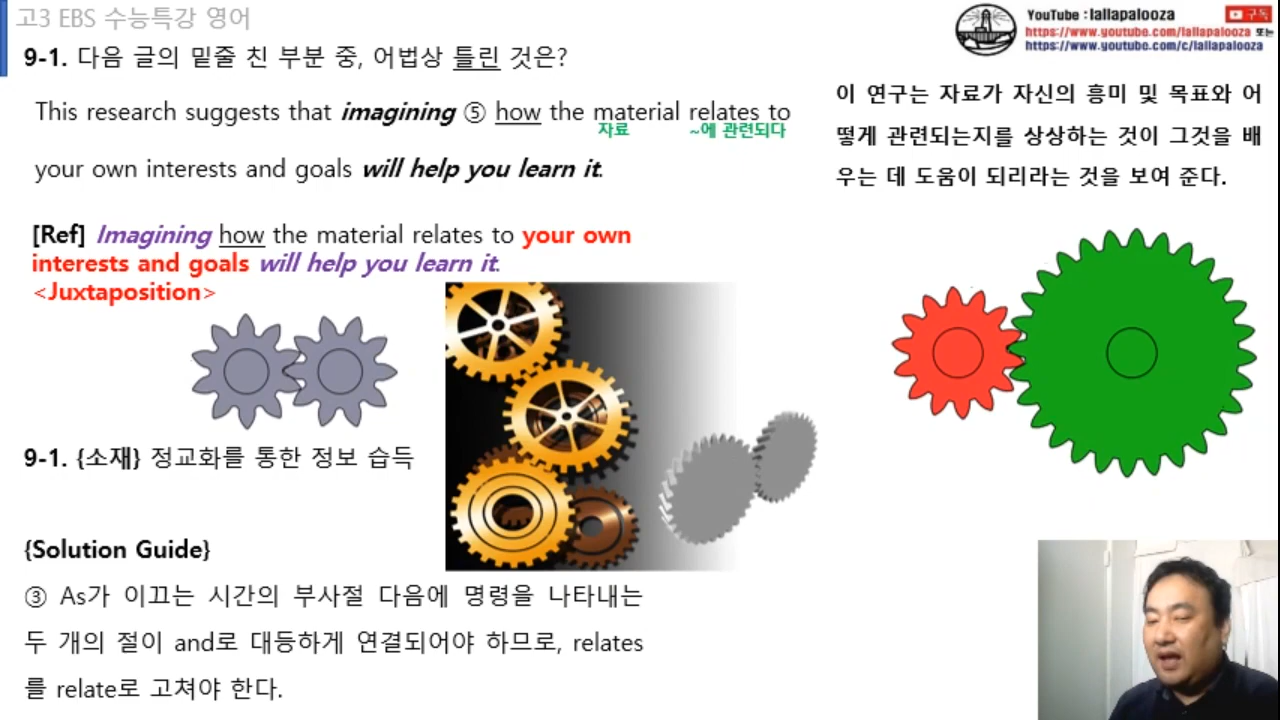 고3 EBS 수능특강 영어
YouTube : lallapalooza
구독
https://www.youtube.com/lallapalooza 또는
https://www.youtube.com/c/lallapalooza
9-1. 다음 글의 밑줄 친 부분 중, 어법상 틀린 것은?
This research suggests that imagining ⑤ how the material relates to
자료 ~에 관련되다
your own interests and goals will help you learn it.
이 연구는 자료가 자신의 흥미 및 목표와 어
떻게 관련되는지를 상상하는 것이 그것을 배
우는 데 도움이 되리라는 것을 보여 준다.
[Ref] Imagining how the material relates to your own
interests and goals will help you learn it.
<Juxtaposition>
9-1. {소재} 정교화를 통한 정보 습득
{Solution Guide}
③ As가 이끄는 시간의 부사절 다음에 명령을 나타내는
두 개의 절이 and로 대등하게 연결되어야 하므로, relates
를 relate로 고쳐야 한다.